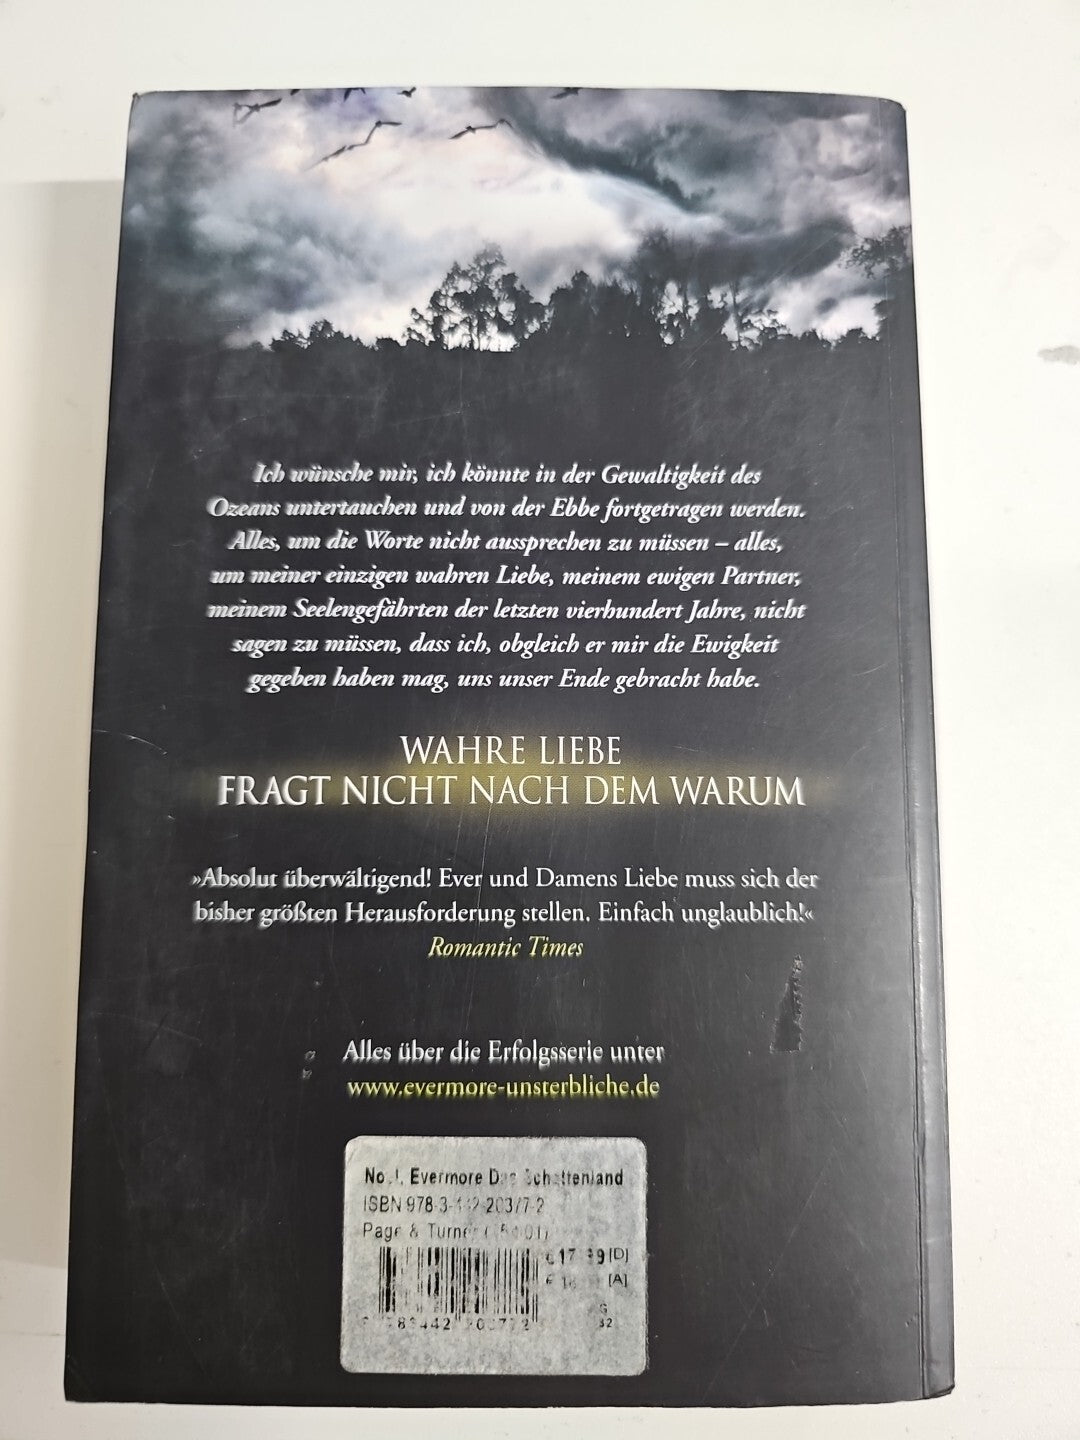 Ich wünsche mir, ich könnte in der Gewaltigkeit des
Ozeans untertauchen und von der Ebbe fortgetragen werden.
Alles, um die Worte nicht aussprechen zu müssen – alles,
um meiner einzigen wahren Liebe, meinem ewigen Partner,
meinem Seelengefährten der letzten vierhundert Jahre, nicht
sagen zu müssen, dass ich, obgleich er mir die Ewigkeit
gegeben haben mag, uns unser Ende gebracht habe.
WAHRE LIEBE
FRAGT NICHT NACH DEM WARUM
»Absolut überwältigend! Ever und Damens Liebe muss sich der
bisher größten Herausforderung stellen. Einfach unglaublich!«
Romantic Times
Alles über die Erfolgsserie unter
www.evermore-unsterbliche.de
Evermore Das Schattenland
ISBN
Page & Turner
[D]
€ [A]